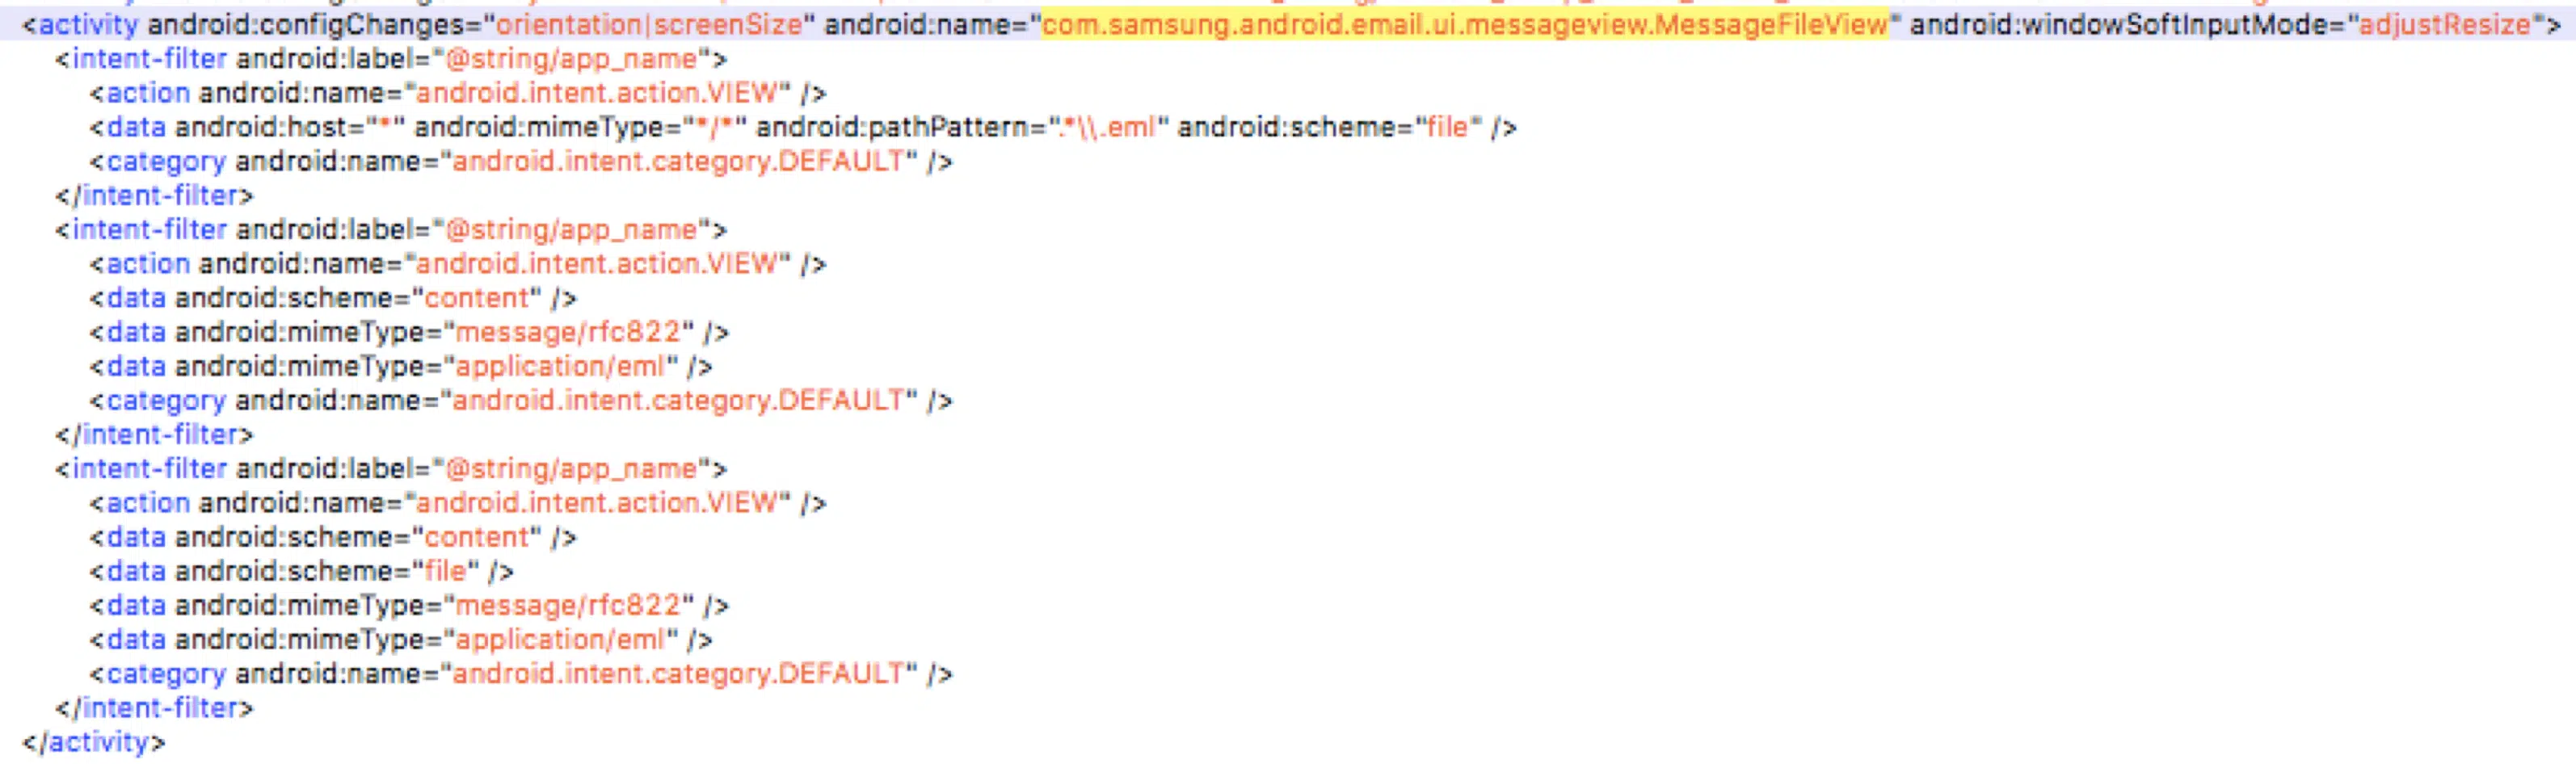 <activity android:configChanges="orientation|screenSize" android:name="com.samsung.android.email.ui.messageview.MessageFileView" android:windowSoftInputMode="adjustResize">
<intent-filter android:label="@string/app_name">
<action android:name="android.intent.action.VIEW" />
<data android:host="*" android:mimeType="*/*" android:pathPattern=".*\\.eml" android:scheme="file" />
<category android:name="android.intent.category.DEFAULT" />
</intent-filter>
<intent-filter android:label="@string/app_name">
<action android:name="android.intent.action.VIEW" />
<data android:scheme="content" />
<data android:mimeType="message/rfc822" />
<data android:mimeType="application/eml" />
<category android:name="android.intent.category.DEFAULT" />
</intent-filter>
<intent-filter android:label="@string/app_name">
<action android:name="android.intent.action.VIEW" />
<data android:scheme="content" />
<data android:scheme="file" />
<data android:mimeType="message/rfc822" />
<data android:mimeType="application/eml" />
<category android:name="android.intent.category.DEFAULT" />
</intent-filter>
</activity>